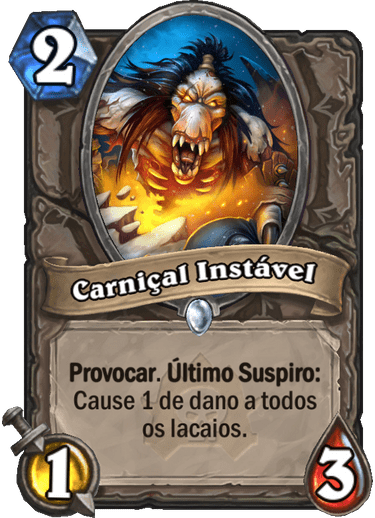 2
Carniçal Instável
Provocar. Último Suspiro:
Cause 1 de dano a todos
os lacaios.
1
3